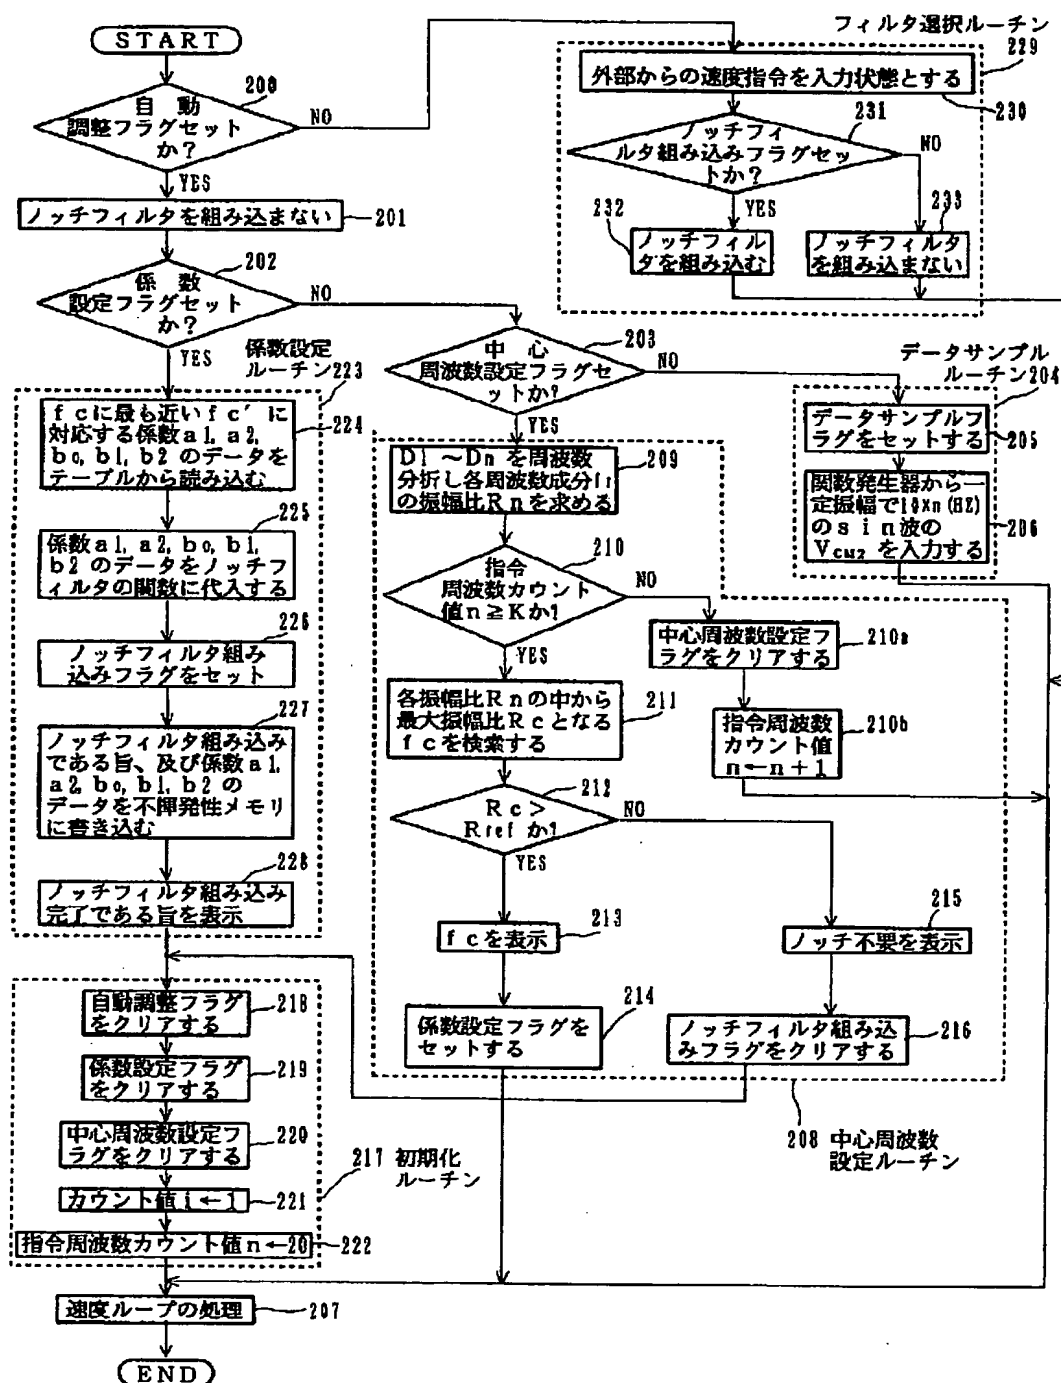 START
200
自 動
調整フラグセット
か?
NO
YES
ノッチフィルタを組み込まない
201
202
係 数
設定フラグセット
か?
NO
YES
フィルタ選択ルーチン
229
外部からの速度指令を入力状態とする
230
231
ノッチフィ
ルタ組み込みフラグセッ
トか?
NO
YES
232
ノッチフィル
タを組み込む
233
ノッチフィルタ
を組み込まない
203
中 心
周波数設定フラグセ
ットか?
NO
YES
データサンプル
ルーチン204
データサンプルフ
ラグをセットする
205
関数発生器から一
定振幅で10×n(HZ)
のsin波の
VCM2 を入力する
206
係数設定
ルーチン223
fcに最も近いfc′に
対応する係数a1, a2,
b0, b1, b2 のデータを
テーブルから読み込む
224
225
係数a1, a2, b0, b1,
b2 のデータをノッチフ
ィルタの関数に代入する
226
ノッチフィルタ組み
込みフラグをセット
227
ノッチフィルタ組み込み
である旨、及び係数a1,
a2, b0, b1, b2 の
データを不揮発性メモリ
に書き込む
228
ノッチフィルタ組み込み
完了である旨を表示
D1 ~Dn を周波数
分折し各周波数成分n
の振幅比Rnを求める
209
210
指令
周波数カウント
値n≧Kか?
NO
YES
中心周波数設定フ
ラグをクリアする
210a
指令周波数
カウント値
n←n+1
210b
各振幅比Rnの中から
最大振幅比Rcとなる
fcを検索する
211
212
Rc>
Rref か?
NO
YES
213
fcを表示
215
ノッチ不要を表示
214
係数設定フラグを
セットする
ノッチフィルタ組み込
みフラグをクリアする
216
208 中心周波数
設定ルーチン
自動調整フラグ
をクリアする
218
係数設定フラグ
をクリアする
219
中心周波数設定フ
ラグをクリアする
220
217 初期化
ルーチン
カウント値i←1
221
指令周波数カウント値n←20
222
速度ループの処理
207
END